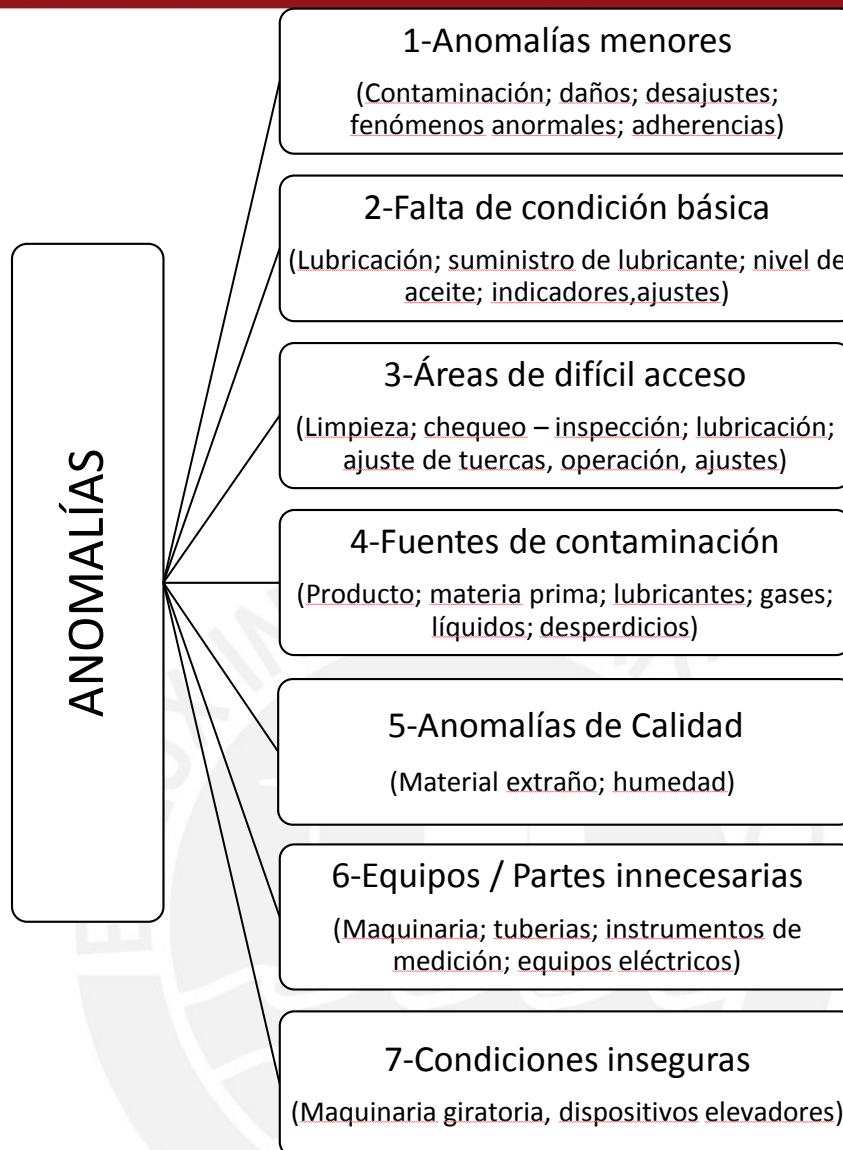 ANOMALÍAS
1-Anomalías menores
(Contaminación; daños; desajustes;
fenómenos anormales; adherencias)
2-Falta de condición básica
(Lubricación; suministro de lubricante; nivel de
aceite; indicadores,ajustes)
3-Áreas de difícil acceso
(Limpieza; chequeo – inspección; lubricación;
ajuste de tuercas, operación, ajustes)
4-Fuentes de contaminación
(Producto; materia prima; lubricantes; gases;
líquidos; desperdicios)
5-Anomalías de Calidad
(Material extraño; humedad)
6-Equipos / Partes innecesarias
(Maquinaria; tuberias; instrumentos de
medición; equipos eléctricos)
7-Condiciones inseguras
(Maquinaria giratoria, dispositivos elevadores)